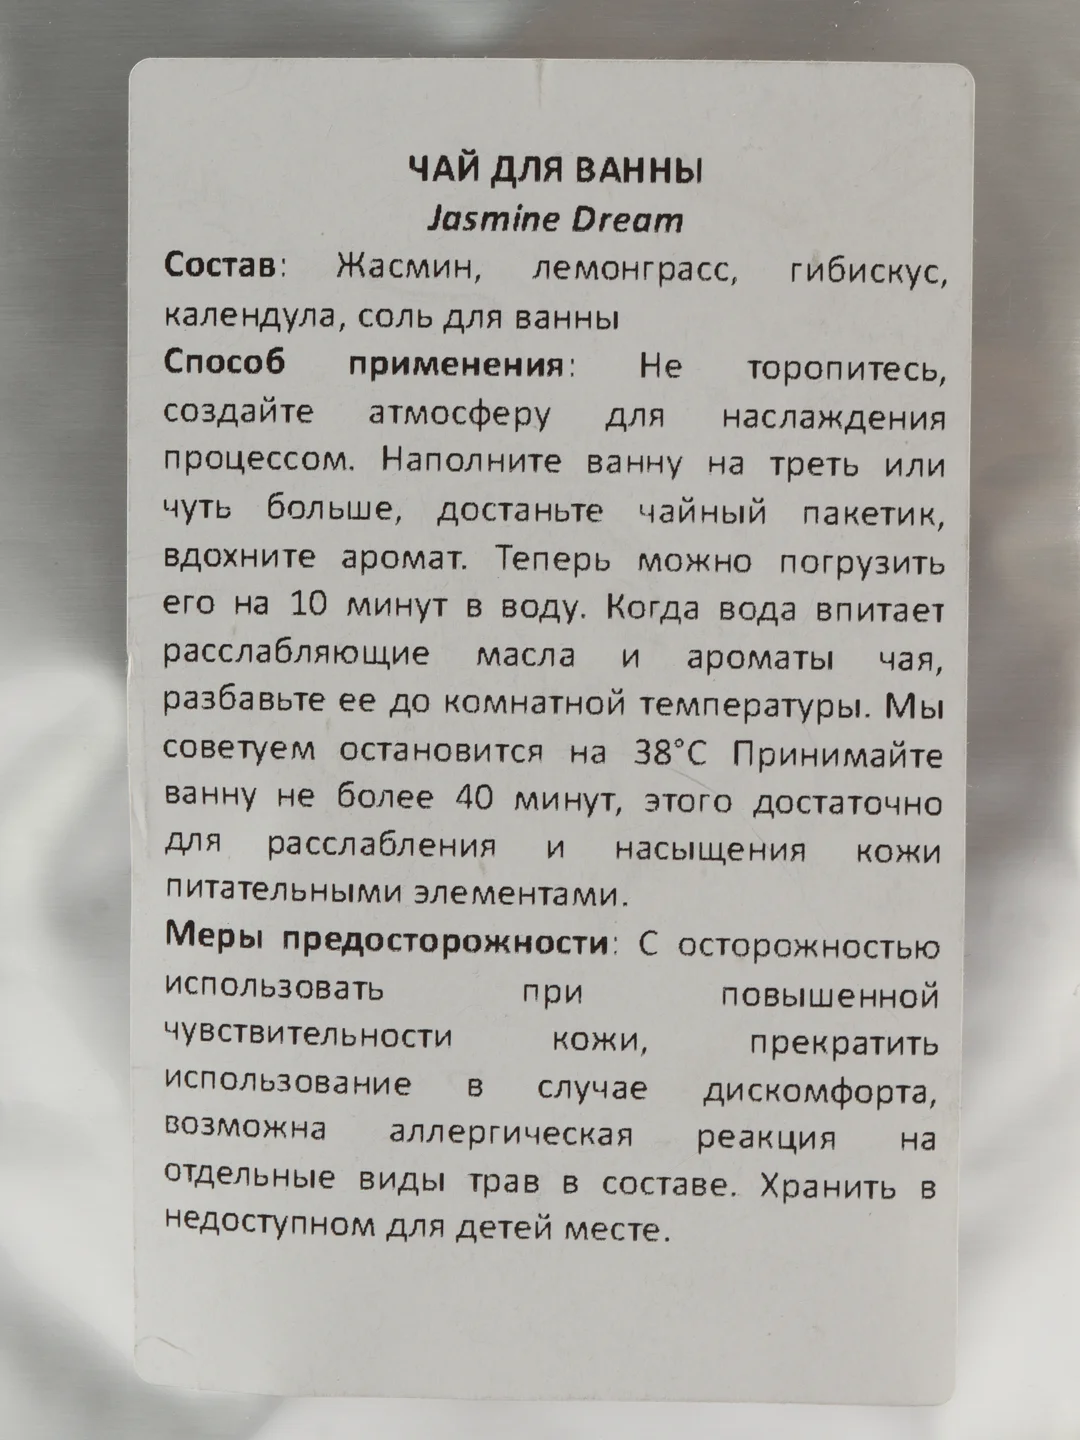 ЧАЙ ДЛЯ ВАННЫ
Jasmine Dream
Состав: Жасмин, лемонграсс, гибискус,
календула, соль для ванны
Способ применения: Не торопитесь,
создайте атмосферу для наслаждения
процессом. Наполните ванну на треть или
чуть больше, достаньте чайный пакетик,
вдохните аромат. Теперь можно погрузить
его на 10 минут в воду. Когда вода впитает
расслабляющие масла и ароматы чая,
разбавьте ее до комнатной температуры. Мы
советуем остановится на 38°С Принимайте
ванну не более 40 минут, этого достаточно
для расслабления и насыщения кожи
питательными элементами.
Меры предосторожности: С осторожностью
использовать при повышенной
чувствительности кожи, прекратить
использование в случае дискомфорта,
возможна аллергическая реакция на
отдельные виды трав в составе. Хранить в
недоступном для детей месте.